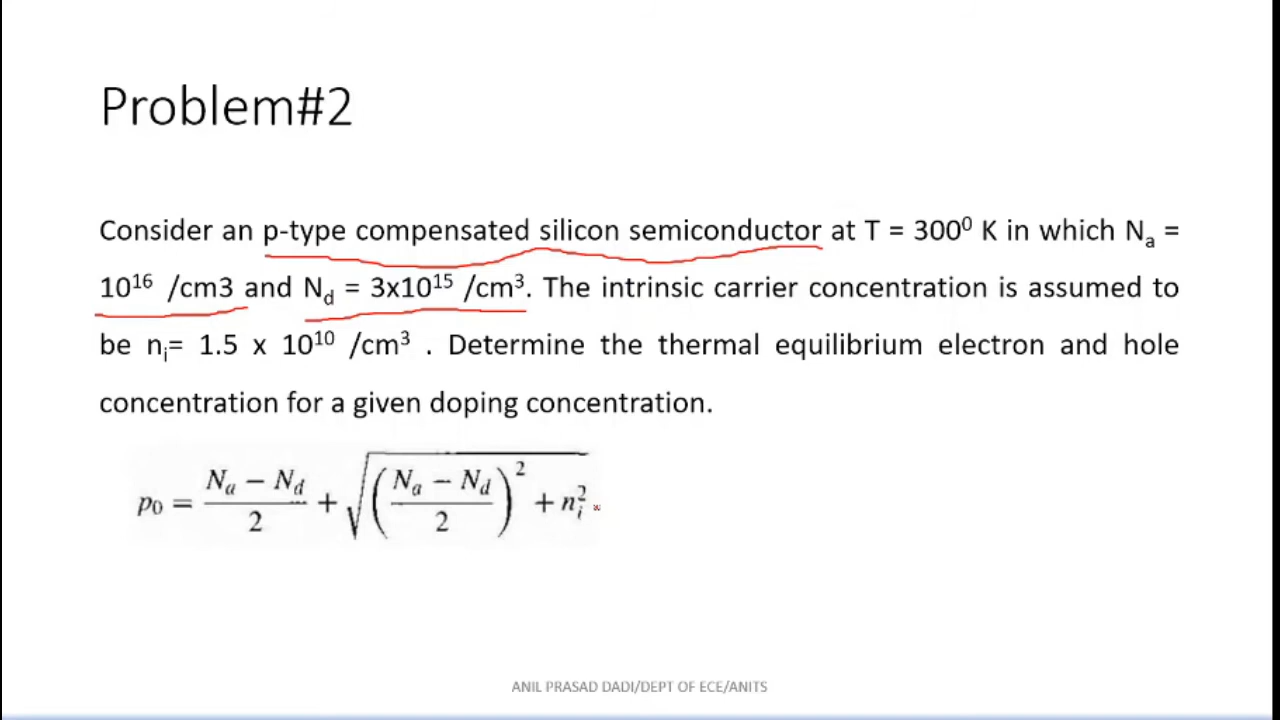 Problem#2
Consider an p-type compensated silicon semiconductor at T = 300⁰ K in which Nₐ =
10¹⁶ /cm3 and N_d = 3x10¹⁵ /cm³. The intrinsic carrier concentration is assumed to
be nᵢ= 1.5 x 10¹⁰ /cm³ . Determine the thermal equilibrium electron and hole
concentration for a given doping concentration.
p₀ = (Nₐ − N_d)/2 + √(((Nₐ − N_d)/2)² + nᵢ²)
ANIL PRASAD DADI/DEPT OF ECE/ANITS